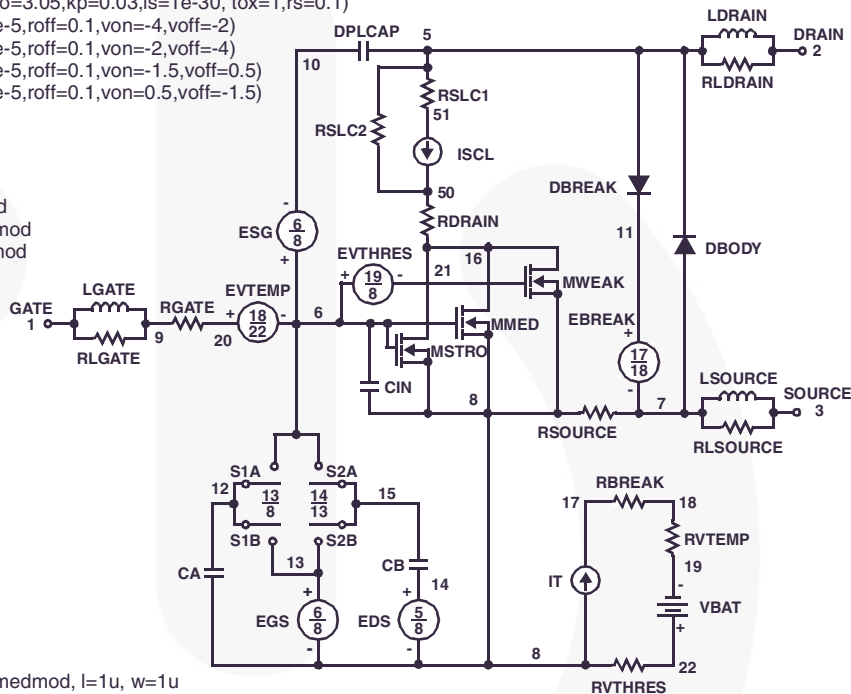 o=3.05,kp=0.03,is=1e-30, tox=1,rs=0.1)
e-5,roff=0.1,von=-4,voff=-2)
e-5,roff=0.1,von=-2,voff=-4)
e-5,roff=0.1,von=-1.5,voff=0.5)
e-5,roff=0.1,von=0.5,voff=-1.5)
d
mod
mod
LDRAIN
DPLCAP 5 DRAIN
10 2
RLDRAIN
RSLC1
51
RSLC2
ISCL
50
DBREAK
RDRAIN
ESG 6/8
- +
11
DBODY
EVTHRES
16
+ 19/8 - 21
MWEAK
LGATE
GATE
1
RGATE
EVTEMP
+ 18/22 -
6
MMED
EBREAK
+
RLGATE
9
20
MSTRO
17/18
-
LSOURCE
SOURCE
3
CIN
8
7
RSOURCE
RLSOURCE
S1A S2A
12
13/8
14/13
15
S1B S2B
13
RBREAK
17 18
RVTEMP
CA
CB
14
19
IT
-
VBAT
+
+ +
EGS 6/8 EDS 5/8
- -
8
22
RVTHRES
medmod, l=1u, w=1u